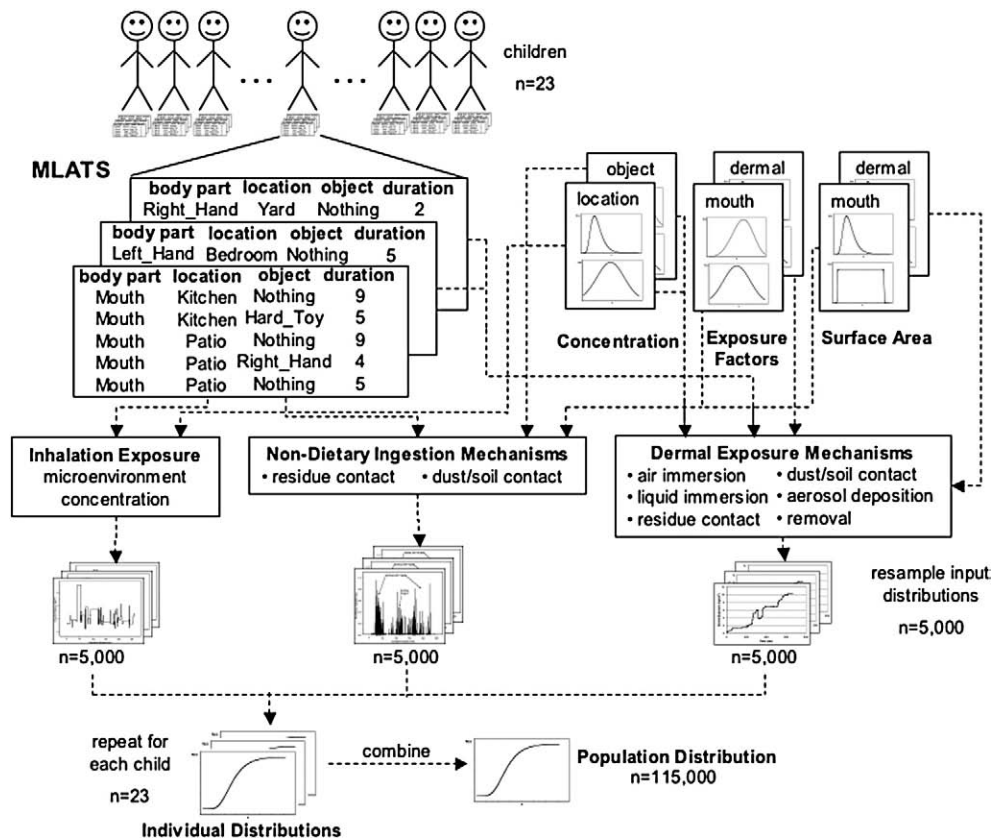 children
n=23
MLATS
body part location object duration
Right_Hand Yard Nothing 2
body part location object duration
Left_Hand Bedroom Nothing 5
body part location object duration
Mouth Kitchen Nothing 9
Mouth Kitchen Hard_Toy 5
Mouth Patio Nothing 9
Mouth Patio Right_Hand 4
Mouth Patio Nothing 5
object
location
Concentration
dermal
mouth
Exposure
Factors
dermal
mouth
Surface Area
Inhalation Exposure
microenvironment
concentration
Non-Dietary Ingestion Mechanisms
• residue contact • dust/soil contact
Dermal Exposure Mechanisms
• air immersion • dust/soil contact
• liquid immersion • aerosol deposition
• residue contact • removal
n=5,000
n=5,000
n=5,000
resample input
distributions
n=5,000
repeat for
each child
n=23
Individual Distributions
combine
Population Distribution
n=115,000